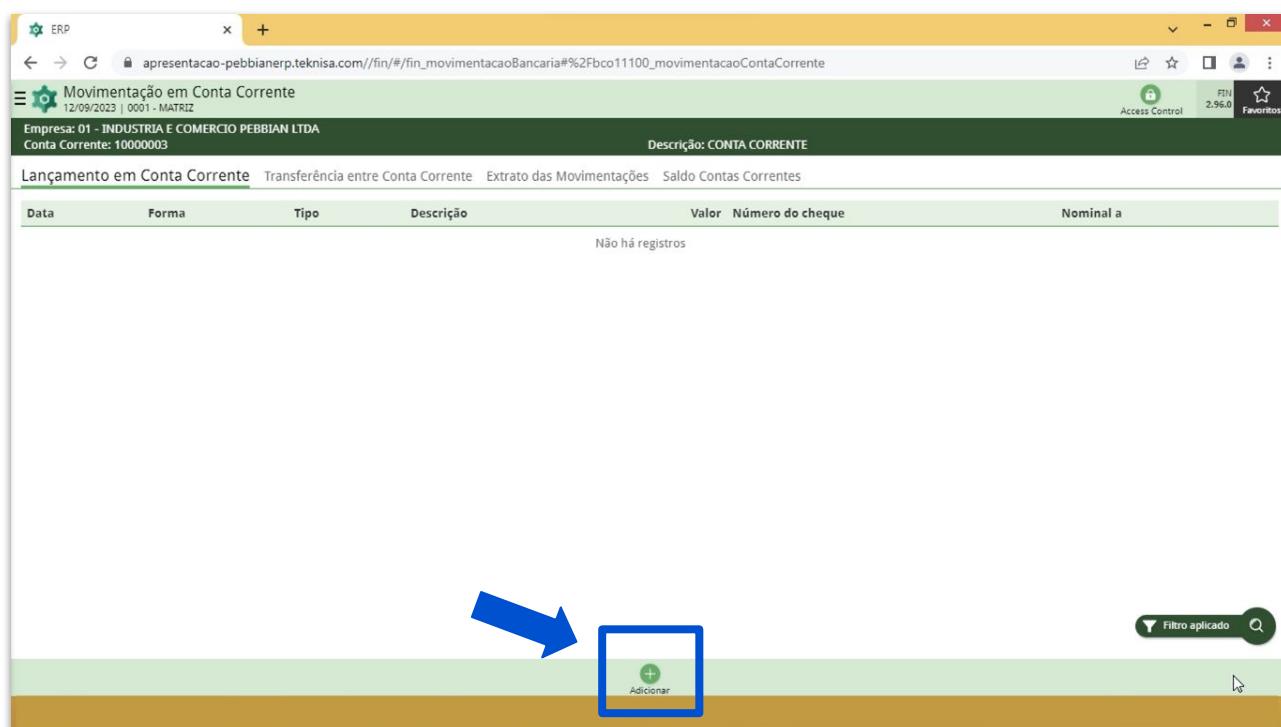 ERP
apresentacao-pebbianerp.teknisa.com//fin/#/fin_movimentacaoBancaria#%2Fbco11100_movimentacaoContaCorrente
Movimentação em Conta Corrente
12/09/2023 | 0001 - MATRIZ
Access Control
FIN
2.96.0
Favoritos
Empresa: 01 - INDUSTRIA E COMERCIO PEBBIAN LTDA
Conta Corrente: 10000003 Descrição: CONTA CORRENTE
Lançamento em Conta Corrente Transferência entre Conta Corrente Extrato das Movimentações Saldo Contas Correntes
Data Forma Tipo Descrição Valor Número do cheque Nominal a
Não há registros
Filtro aplicado
Adicionar